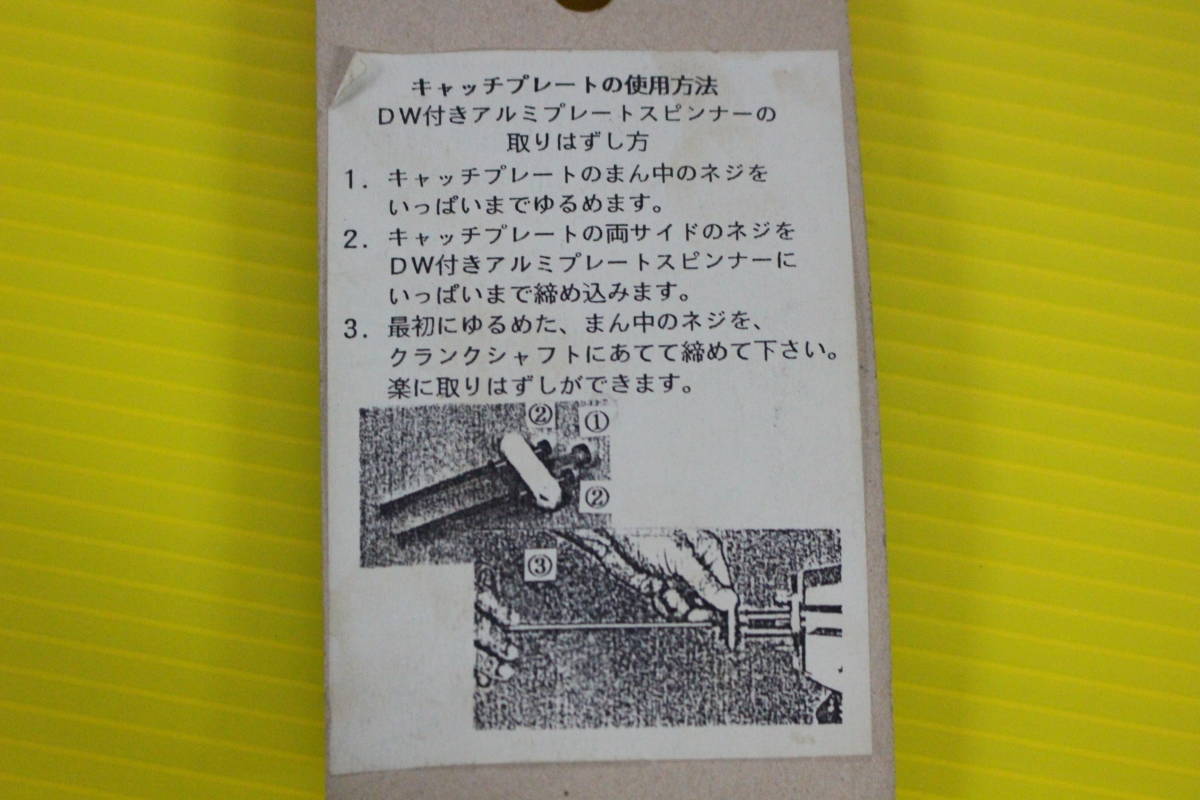 キャッチプレートの使用方法
DW付きアルミプレートスピンナーの
取りはずし方
1. キャッチプレートのまん中のネジを
いっぱいまでゆるめます。
2. キャッチプレートの両サイドのネジを
DW付きアルミプレートスピンナーに
いっぱいまで締め込みます。
3. 最初にゆるめた、まん中のネジを、
クランクシャフトにあてて締めて下さい。
楽に取りはずしができます。
② ①
②
③